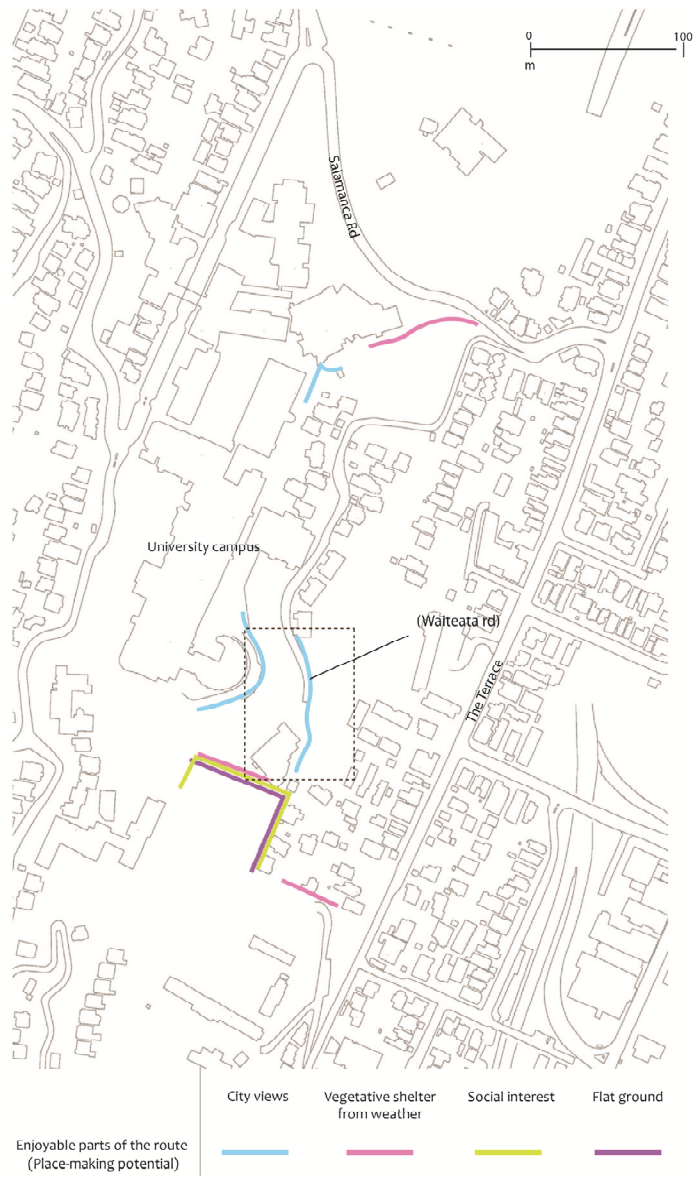 0 100
m
Salamanca Rd
University campus
(Waiteata rd)
The Terrace
City views
Vegetative shelter
from weather
Social interest
Flat ground
Enjoyable parts of the route
(Place-making potential)